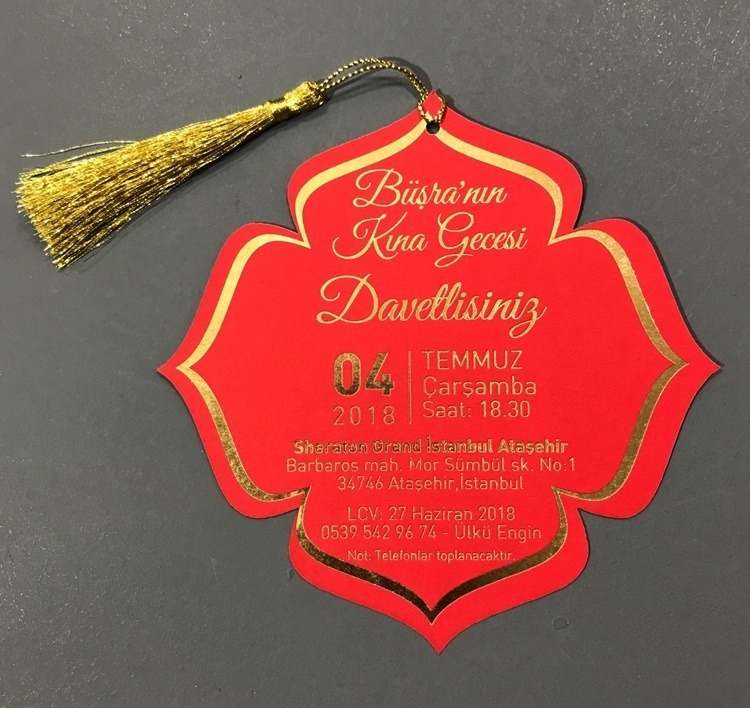 Büşra'nın
Kına Gecesi
Davetlisiniz
04
2018
TEMMUZ
Çarşamba
Saat: 18.30
Sheraton Grand İstanbul Ataşehir
Barbaros mah. Mor Sümbül sk. No:1
34746 Ataşehir,İstanbul
LCV: 27 Haziran 2018
0539 542 96 74 - Ülkü Engin
Not: Telefonlar toplanacaktır.